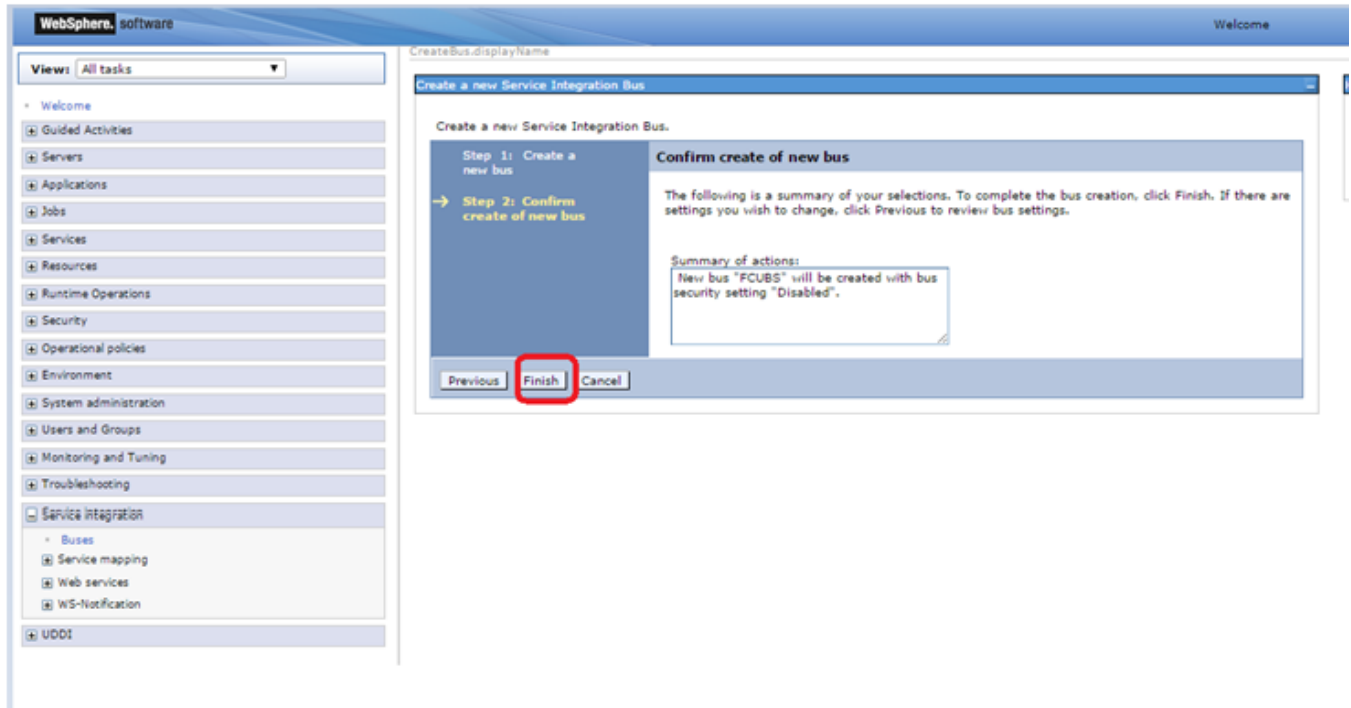 WebSphere. software
Welcome
View: All tasks
Welcome
Guided Activities
Servers
Applications
Jobs
Services
Resources
Runtime Operations
Security
Operational policies
Environment
System administration
Users and Groups
Monitoring and Tuning
Troubleshooting
Service integration
Buses
Service mapping
Web services
WS-Notification
UDDI
CreateBus.displayName
Create a new Service Integration Bus
Create a new Service Integration Bus.
Step 1: Create a
new bus
Step 2: Confirm
create of new bus
Confirm create of new bus
The following is a summary of your selections. To complete the bus creation, click Finish. If there are
settings you wish to change, click Previous to review bus settings.
Summary of actions:
New bus "FCUBS" will be created with bus
security setting "Disabled".
Previous Finish Cancel